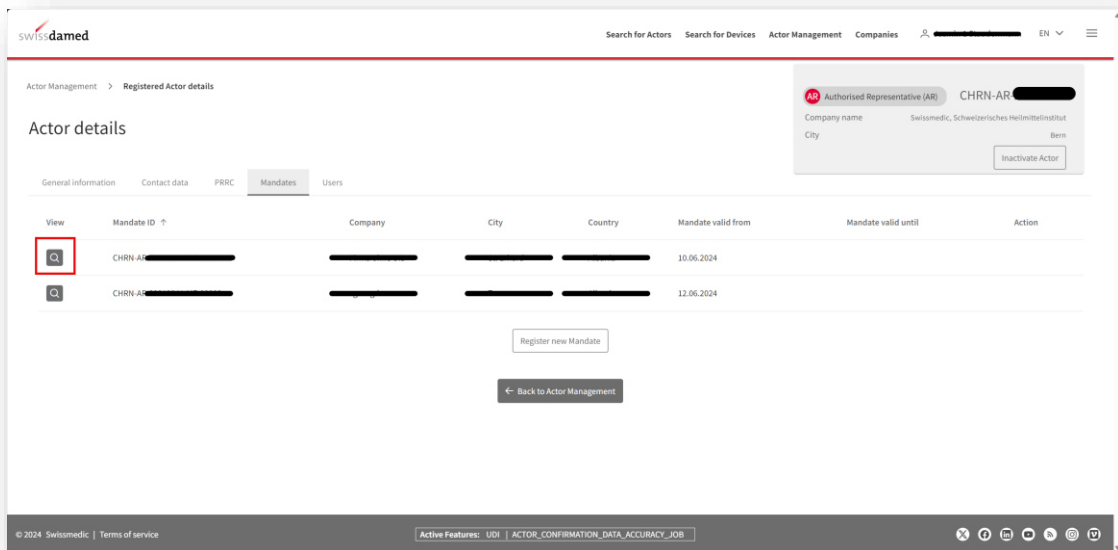 swissdamed
Search for Actors Search for Devices Actor Management Companies EN
Actor Management > Registered Actor details
AR Authorised Representative (AR) CHRN-AR-
Company name Swissmedic, Schweizerisches Heilmittelinstitut
City Bern
Inactivate Actor
Actor details
General information Contact data PRRC Mandates Users
View Mandate ID ↑ Company City Country Mandate valid from Mandate valid until Action
CHRN-AR 10.06.2024
CHRN-AR 12.06.2024
Register new Mandate
← Back to Actor Management
© 2024 Swissmedic | Terms of service
Active Features: UDI | ACTOR_CONFIRMATION_DATA_ACCURACY_JOB